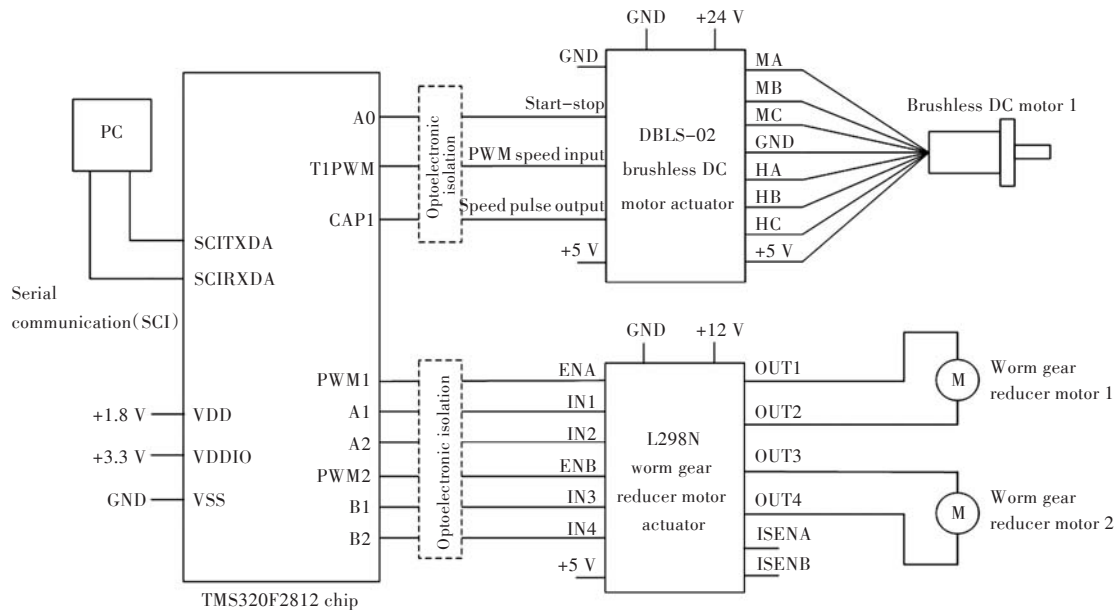 GND
+24 V
GND
MA
MB
MC
GND
HA
HB
HC
+5 V
Brushless DC motor 1
Start-stop
PWM speed input
Speed pulse output
+5 V
DBLS-02
brushless DC
motor actuator
PC
A0
T1PWM
CAP1
Optoelectronic
isolation
SCITXDA
SCIRXDA
Serial
communication(SCI)
GND
+12 V
PWM1
A1
A2
PWM2
B1
B2
Optoelectronic isolation
ENA
IN1
IN2
ENB
IN3
IN4
+5 V
L298N
worm gear
reducer motor
actuator
OUT1
OUT2
OUT3
OUT4
ISENA
ISENB
M
Worm gear
reducer motor 1
M
Worm gear
reducer motor 2
+1.8 V
VDD
+3.3 V
VDDIO
GND
VSS
TMS320F2812 chip